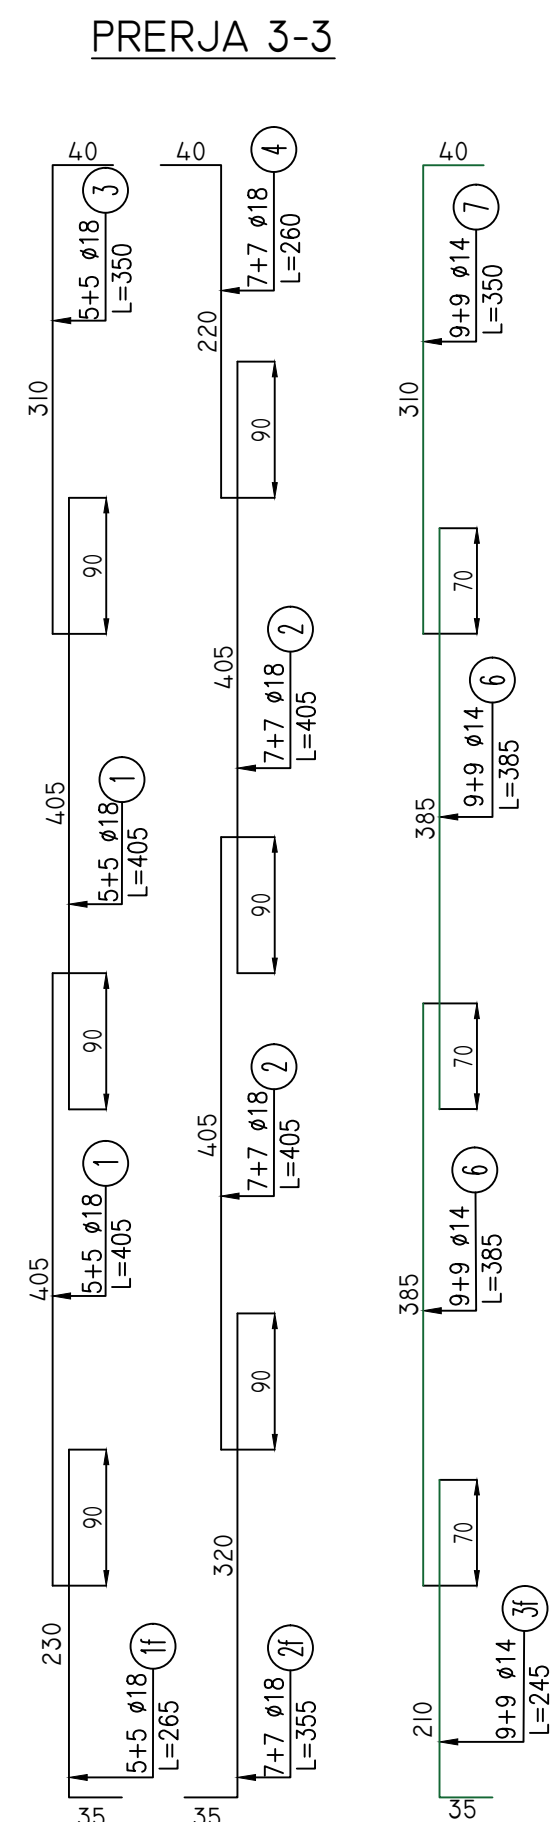 PRERJA 3-3
40
3
5+5 ø18
L=350
310
90
1
5+5 ø18
L=405
405
90
1
5+5 ø18
L=405
405
90
230
1f
5+5 ø18
L=265
35
40
4
7+7 ø18
L=260
220
90
2
7+7 ø18
L=405
405
90
2
7+7 ø18
L=405
405
90
320
2f
7+7 ø18
L=355
35
40
7
9+9 ø14
L=350
310
70
6
9+9 ø14
L=385
385
70
6
9+9 ø14
L=385
385
70
210
3f
9+9 ø14
L=245
35